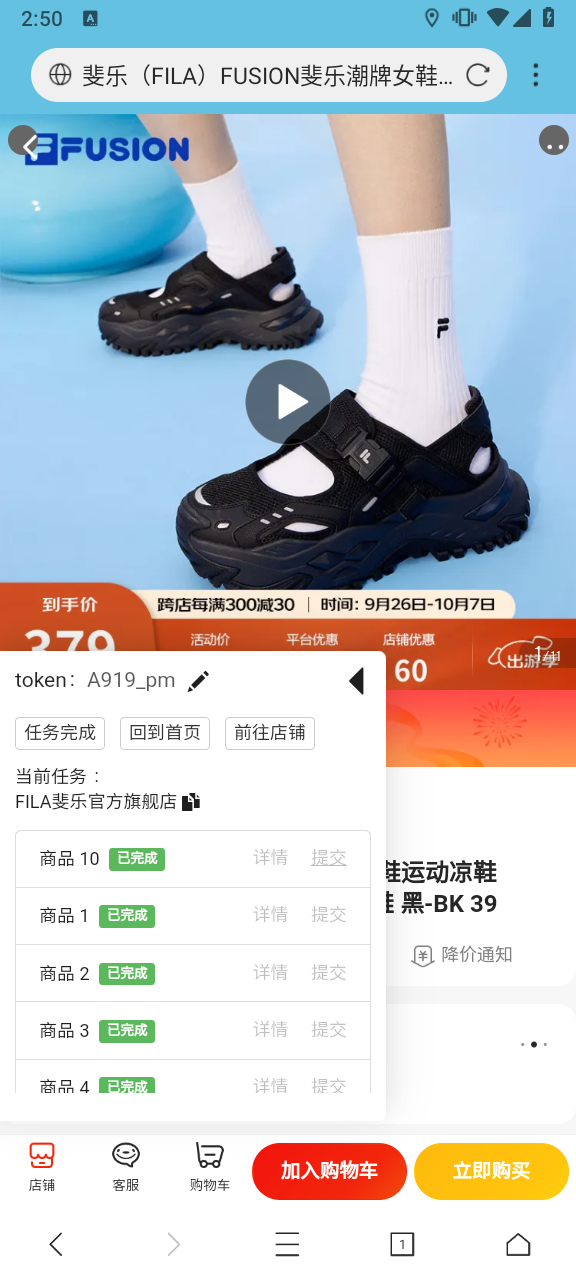 2:50
A
斐乐（FILA）FUSION斐乐潮牌女鞋...
FUSION
到手价
跨店每满300减30 | 时间：9月26日-10月7日
379
活动价
平台优惠
店铺优惠
60
出游季
1/11
token： A919_pm
任务完成
回到首页
前往店铺
当前任务：
FILA斐乐官方旗舰店
商品 10 已完成 详情 提交
商品 1 已完成 详情 提交
商品 2 已完成 详情 提交
商品 3 已完成 详情 提交
商品 4 已完成 详情 提交
鞋运动凉鞋
鞋 黑-BK 39
降价通知
店铺
客服
购物车
加入购物车
立即购买
1